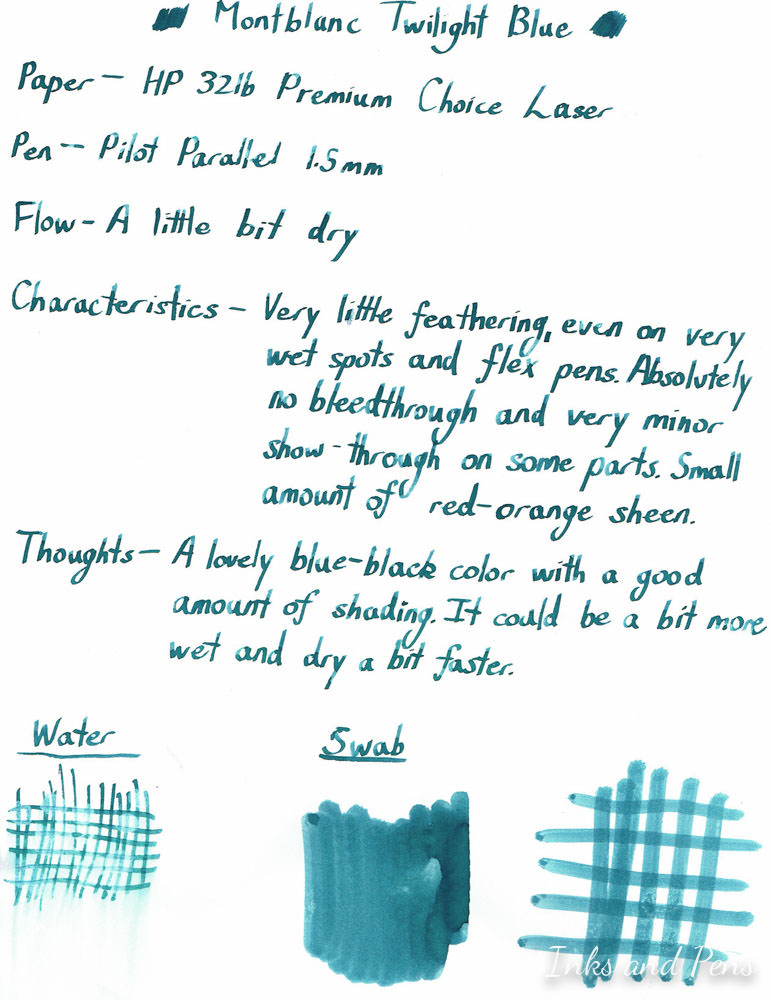 Montblanc Twilight Blue
Paper - HP 32lb Premium Choice Laser
Pen - Pilot Parallel 1.5mm
Flow - A little bit dry
Characteristics - Very little feathering, even on very
wet spots and flex pens. Absolutely
no bleedthrough and very minor
show-through on some parts. Small
amount of red-orange sheen.
Thoughts - A lovely blue-black color with a good
amount of shading. It could be a bit more
wet and dry a bit faster.
Water
Swab
Inks and Pens